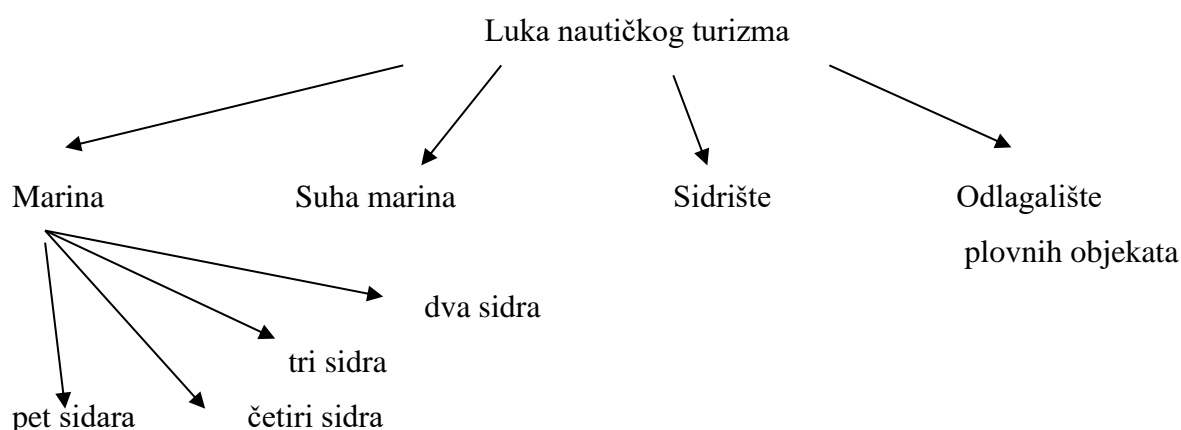 Luka nautičkog turizma
Marina
Suha marina
Sidrište
Odlagalište
plovnih objekata
dva sidra
tri sidra
pet sidara
četiri sidra